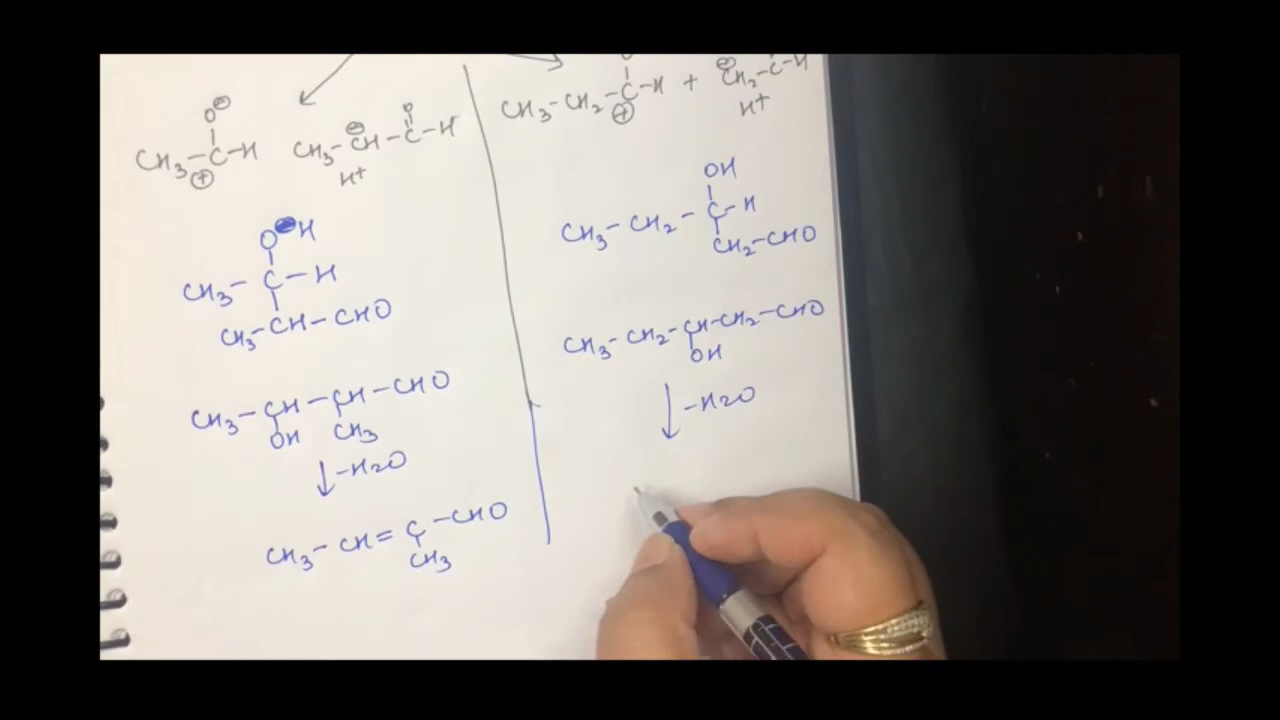 O⊖
CH3-C-H
⊕
CH3-CH-C-H
⊖
O
H+
O⊖H
CH3-C-H
CH3-CH-CHO
CH3-CH-CH-CHO
OH CH3
↓-H2O
CH3-CH=C-CHO
CH3
CH3-CH2-C-H + CH2-C-H
⊕
⊖
H+
OH
CH3-CH2-C-H
CH2-CHO
CH3-CH2-CH-CH2-CHO
OH
↓-H2O